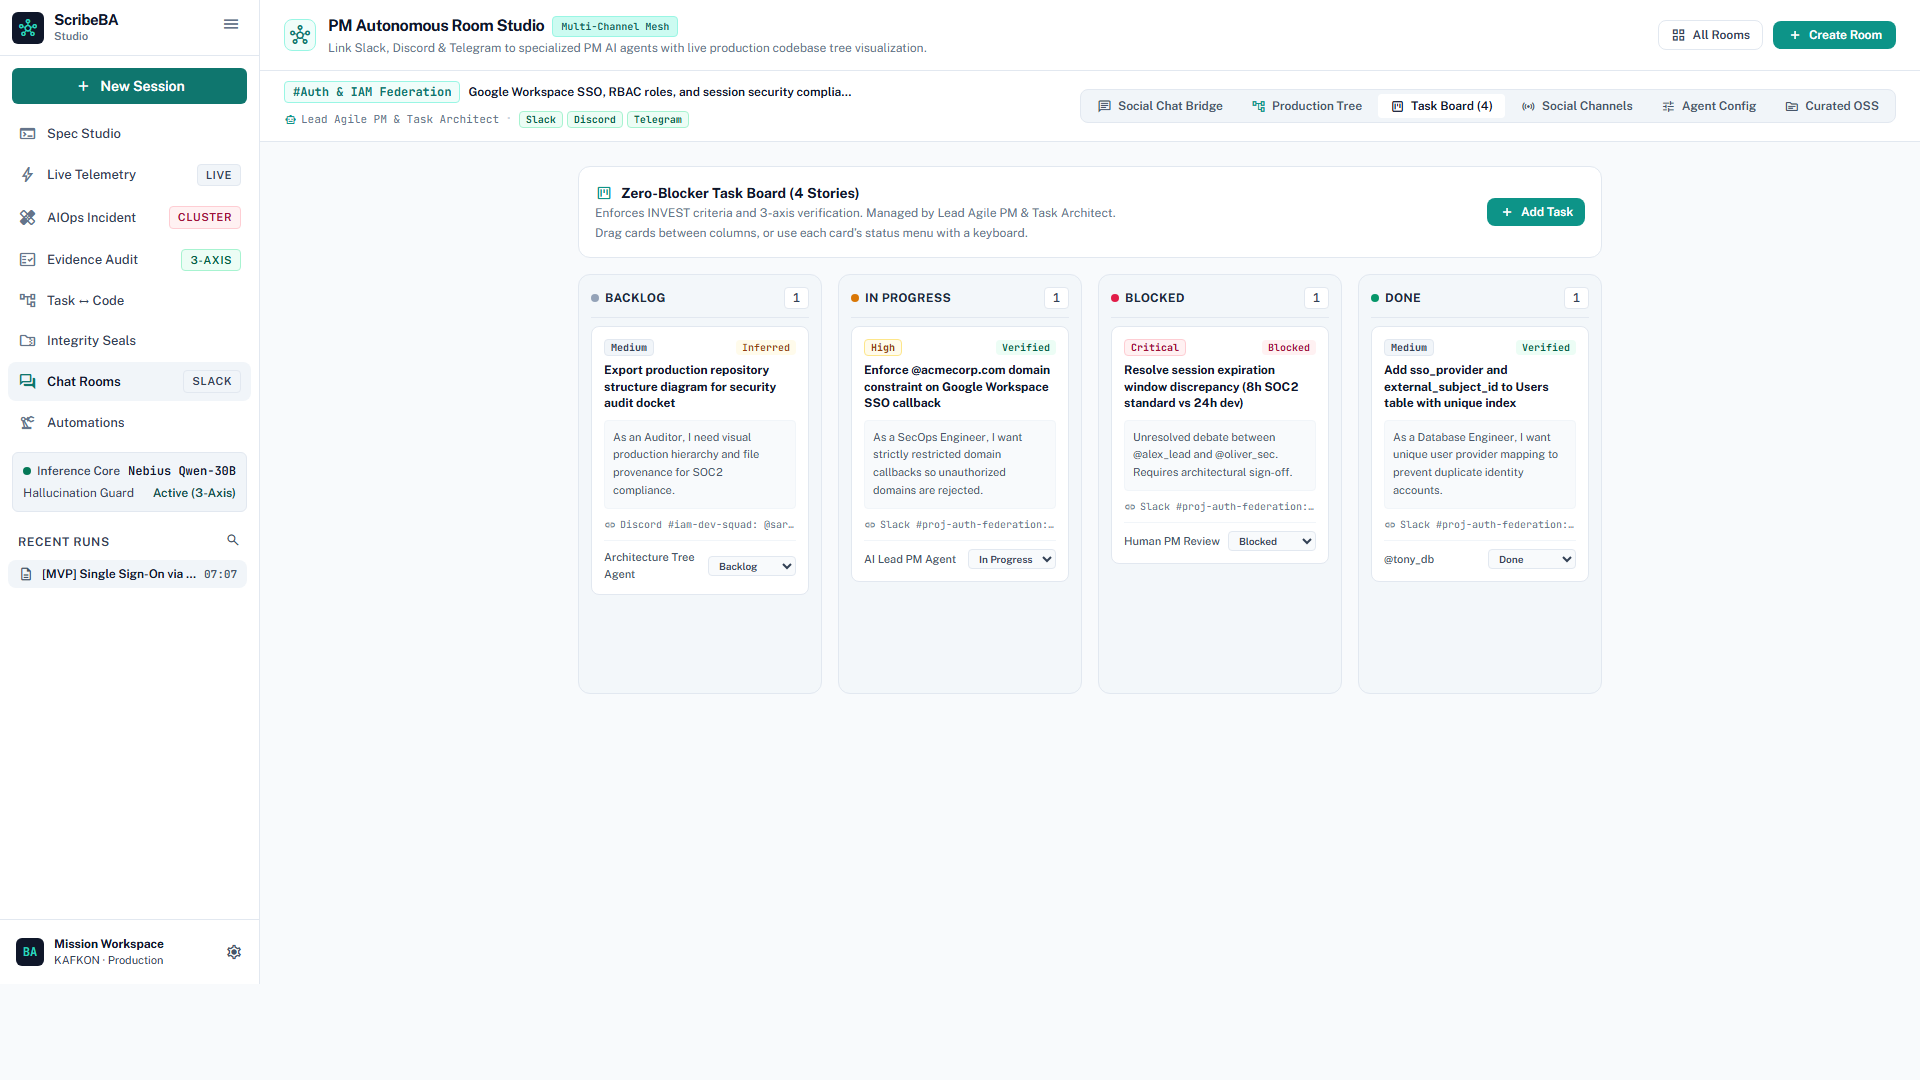 ScribeBA
Studio
New Session
Spec Studio
Live Telemetry LIVE
AIOps Incident CLUSTER
Evidence Audit 3-AXIS
Task ↔ Code
Integrity Seals
Chat Rooms SLACK
Automations
Inference Core Nebius Qwen-30B
Hallucination Guard Active (3-Axis)
RECENT RUNS
[MVP] Single Sign-On via ... 07:07
BA
Mission Workspace
KAFKON · Production
PM Autonomous Room Studio Multi-Channel Mesh
Link Slack, Discord & Telegram to specialized PM AI agents with live production codebase tree visualization.
All Rooms
Create Room
#Auth & IAM Federation Google Workspace SSO, RBAC roles, and session security complia...
Lead Agile PM & Task Architect · Slack Discord Telegram
Social Chat Bridge
Production Tree
Task Board (4)
Social Channels
Agent Config
Curated OSS
Zero-Blocker Task Board (4 Stories)
Enforces INVEST criteria and 3-axis verification. Managed by Lead Agile PM & Task Architect.
Drag cards between columns, or use each card's status menu with a keyboard.
Add Task
BACKLOG 1
Medium Inferred
Export production repository
structure diagram for security
audit docket
As an Auditor, I need visual
production hierarchy and file
provenance for SOC2
compliance.
Discord #iam-dev-squad: @sar…
Architecture Tree
Agent
Backlog
IN PROGRESS 1
High Verified
Enforce @acmecorp.com domain
constraint on Google Workspace
SSO callback
As a SecOps Engineer, I want
strictly restricted domain
callbacks so unauthorized
domains are rejected.
Slack #proj-auth-federation:…
AI Lead PM Agent In Progress
BLOCKED 1
Critical Blocked
Resolve session expiration
window discrepancy (8h SOC2
standard vs 24h dev)
Unresolved debate between
@alex_lead and @oliver_sec.
Requires architectural sign-off.
Slack #proj-auth-federation:…
Human PM Review Blocked
DONE 1
Medium Verified
Add sso_provider and
external_subject_id to Users
table with unique index
As a Database Engineer, I want
unique user provider mapping to
prevent duplicate identity
accounts.
Slack #proj-auth-federation:…
@tony_db Done